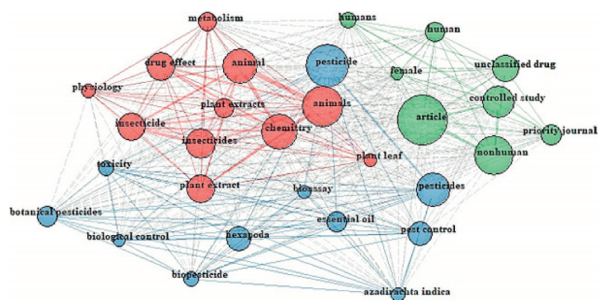 metabolism
humans
human
drug effect
animal
pesticide
unclassified drug
female
physiology
plant extracts
animals
controlled study
article
insecticide
chemittry
priority journal
insecticides
nonhuman
plant leaf
toxicity
plant extract
bioassay
pesticides
botanical pesticides
essential oil
biological control
hexapoda
pest control
biopesticide
azadirachta indica